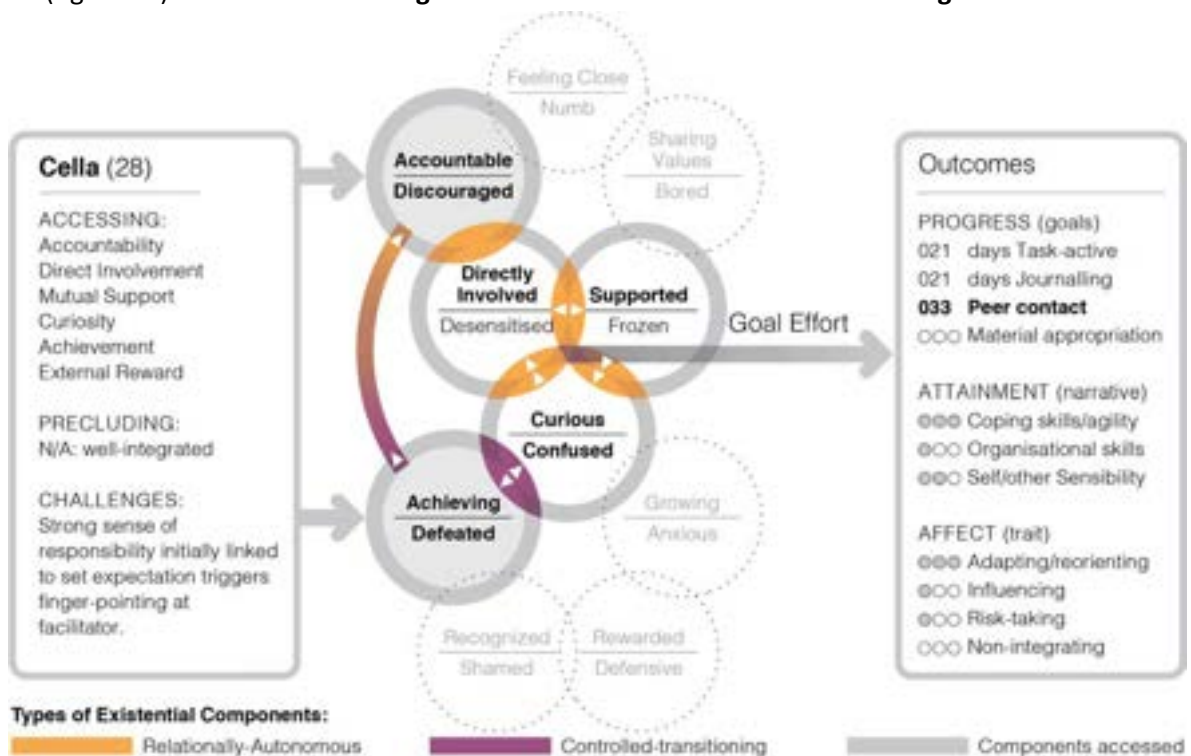 Cella (28)
ACCESSING:
Accountability
Direct Involvement
Mutual Support
Curiosity
Achievement
External Reward
PRECLUDING:
N/A: well-integrated
CHALLENGES:
Strong sense of
responsibility initially linked
to set expectation triggers
finger-pointing at
facilitator.
Feeling Close
Numb
Sharing
Values
Bored
Accountable
Discouraged
Directly
Involved
Desensitised
Supported
Frozen
Goal Effort
Curious
Confused
Achieving
Defeated
Growing
Anxious
Recognized
Shamed
Rewarded
Defensive
Outcomes
PROGRESS (goals)
021 days Task-active
021 days Journalling
033 Peer contact
Material appropriation
ATTAINMENT (narrative)
Coping skills/agility
Organisational skills
Self/other Sensibility
AFFECT (trait)
Adapting/reorienting
Influencing
Risk-taking
Non-integrating
Types of Existential Components:
Relationally-Autonomous
Controlled-transitioning
Components accessed